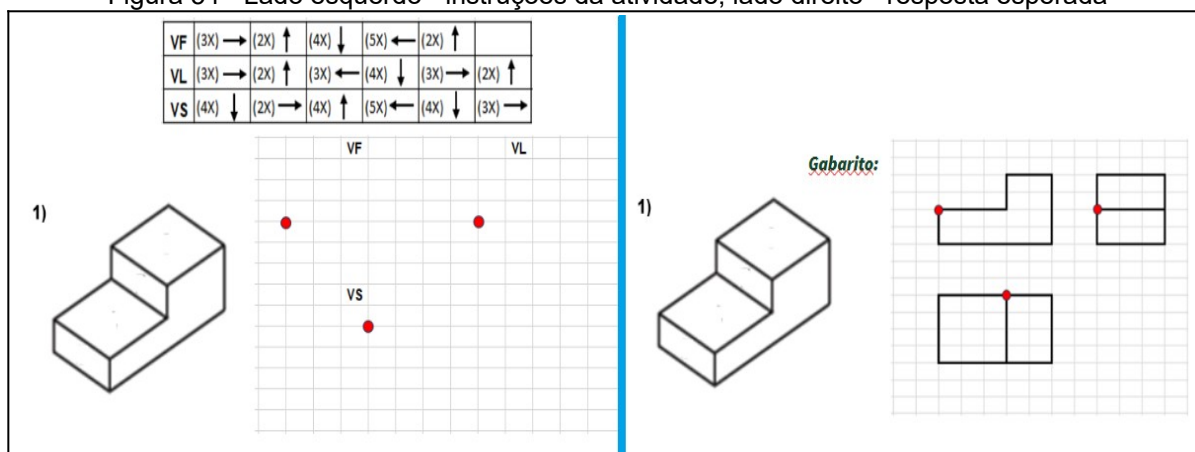 Figura 31 - Lado esquerdo - instruções da atividade, lado direito - resposta esperada
VF (3X) → (2X) ↑ (4X) ↓ (5X) ← (2X) ↑
VL (3X) → (2X) ↑ (3X) ← (4X) ↓ (3X) → (2X) ↑
VS (4X) ↓ (2X) → (4X) ↑ (5X) ← (4X) ↓ (3X) →
VF VL
1)
VS
Gabarito:
1)